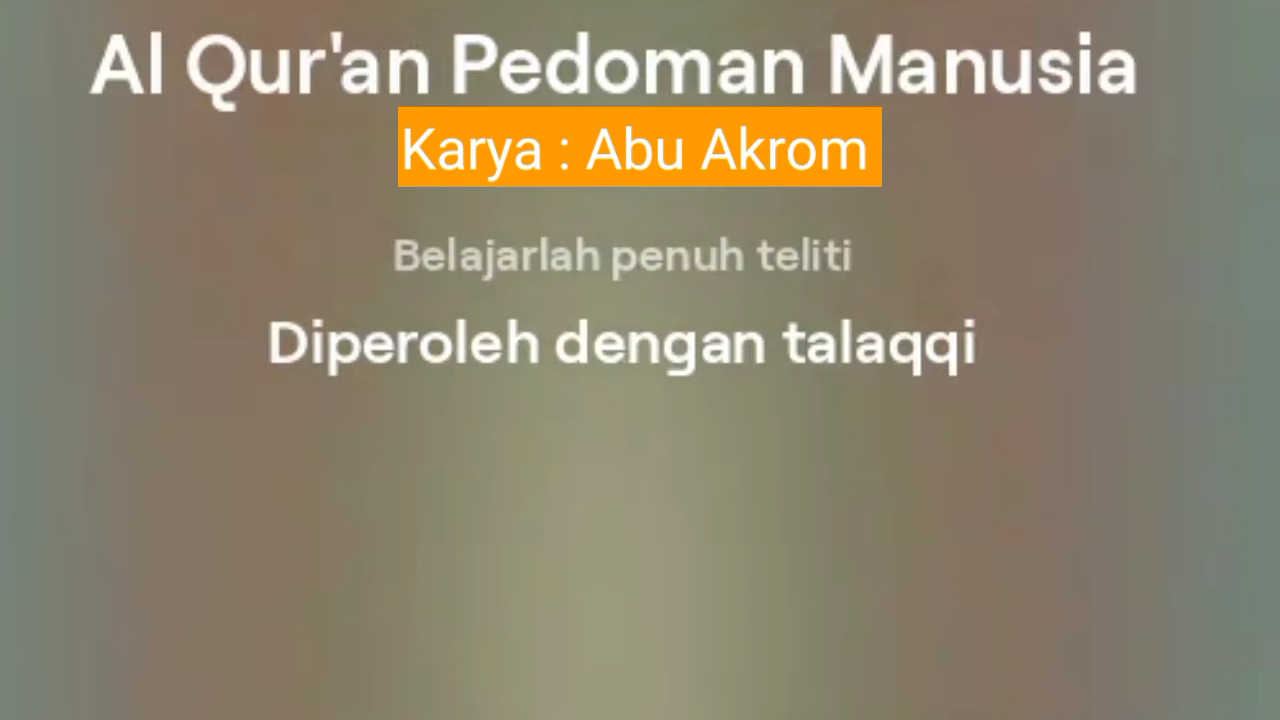 Al Qur'an Pedoman Manusia
Karya : Abu Akrom
Belajarlah penuh teliti
Diperoleh dengan talaqqi